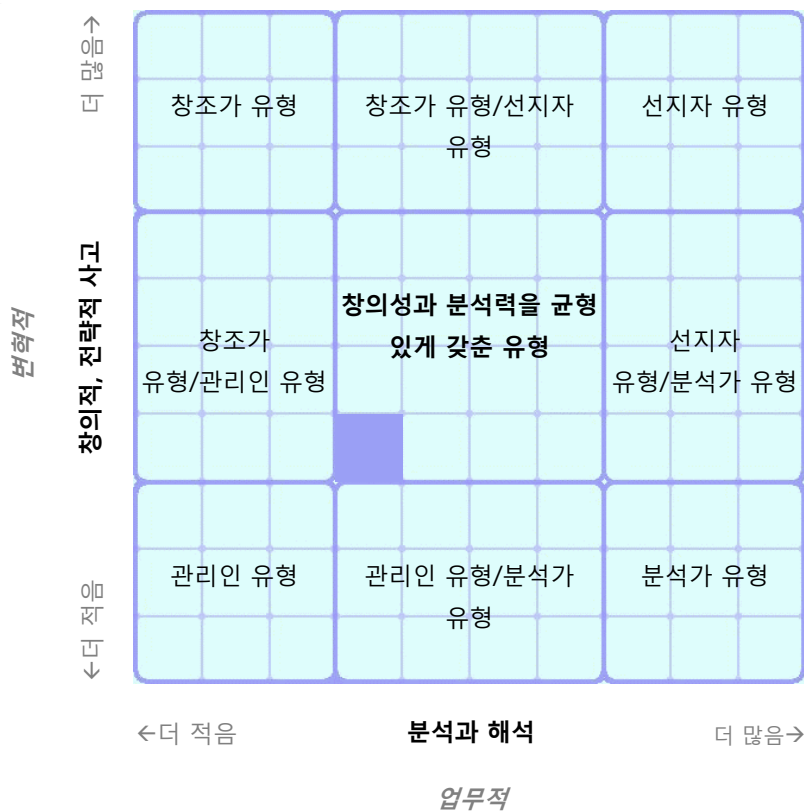 더 많음→
창의적, 전략적 사고
변혁적
←더 적음
창조가 유형
창조가 유형/선지자
유형
선지자 유형
창조가
유형/관리인 유형
창의성과 분석력을 균형
있게 갖춘 유형
선지자
유형/분석가 유형
관리인 유형
관리인 유형/분석가
유형
분석가 유형
←더 적음
분석과 해석
더 많음→
업무적